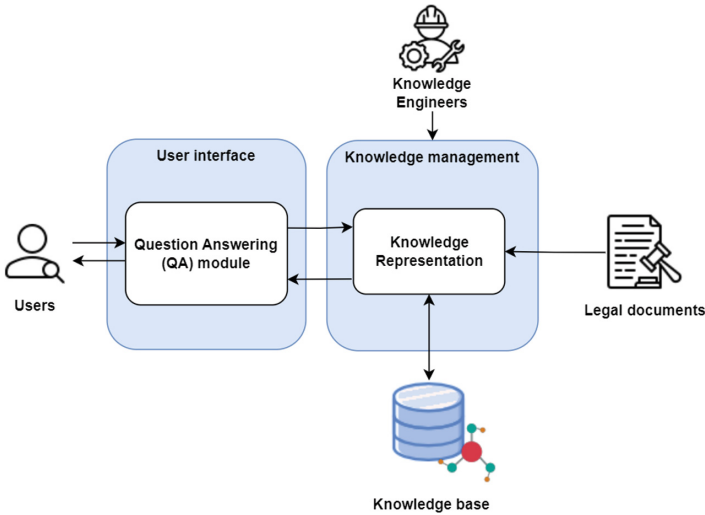 Knowledge
Engineers
User interface
Knowledge management
Question Answering
(QA) module
Knowledge
Representation
Users
Legal documents
Knowledge base